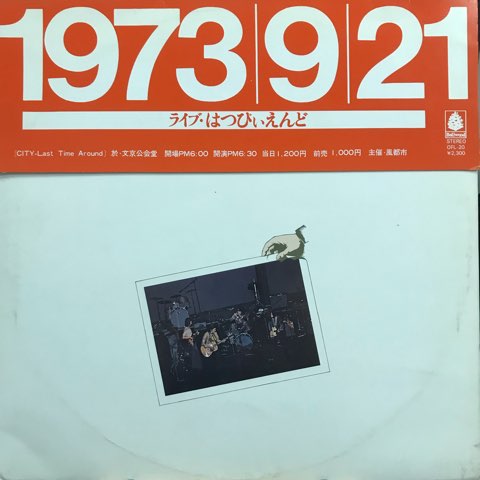 1973|9|21
ライブ・はっぴいえんど
Bellwood
STEREO
OFL-20
¥2,300
〔CITY-Last Time Around〕 於・文京公会堂 開場PM6:00 開演PM6:30 当日1,200円 前売 1,000円 主催・風都市